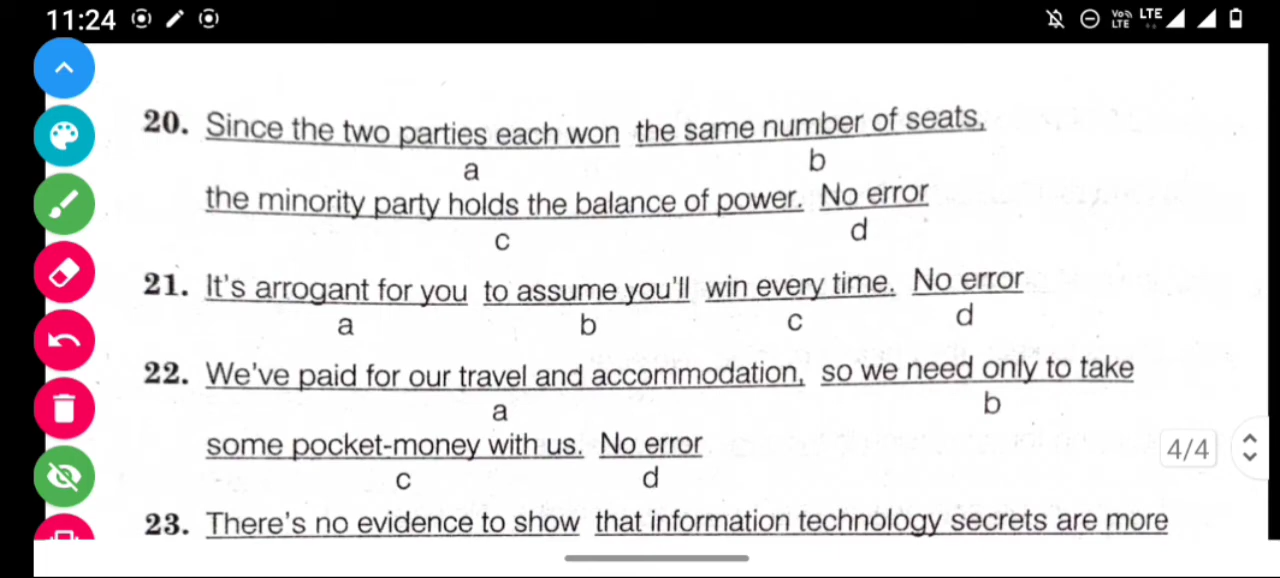 11:24 VoD LTE LTE
20. Since the two parties each won the same number of seats,
a b
the minority party holds the balance of power. No error
c d
21. It's arrogant for you to assume you'll win every time. No error
a b c d
22. We've paid for our travel and accommodation, so we need only to take
a b
some pocket-money with us. No error
4/4
c d
23. There's no evidence to show that information technology secrets are more